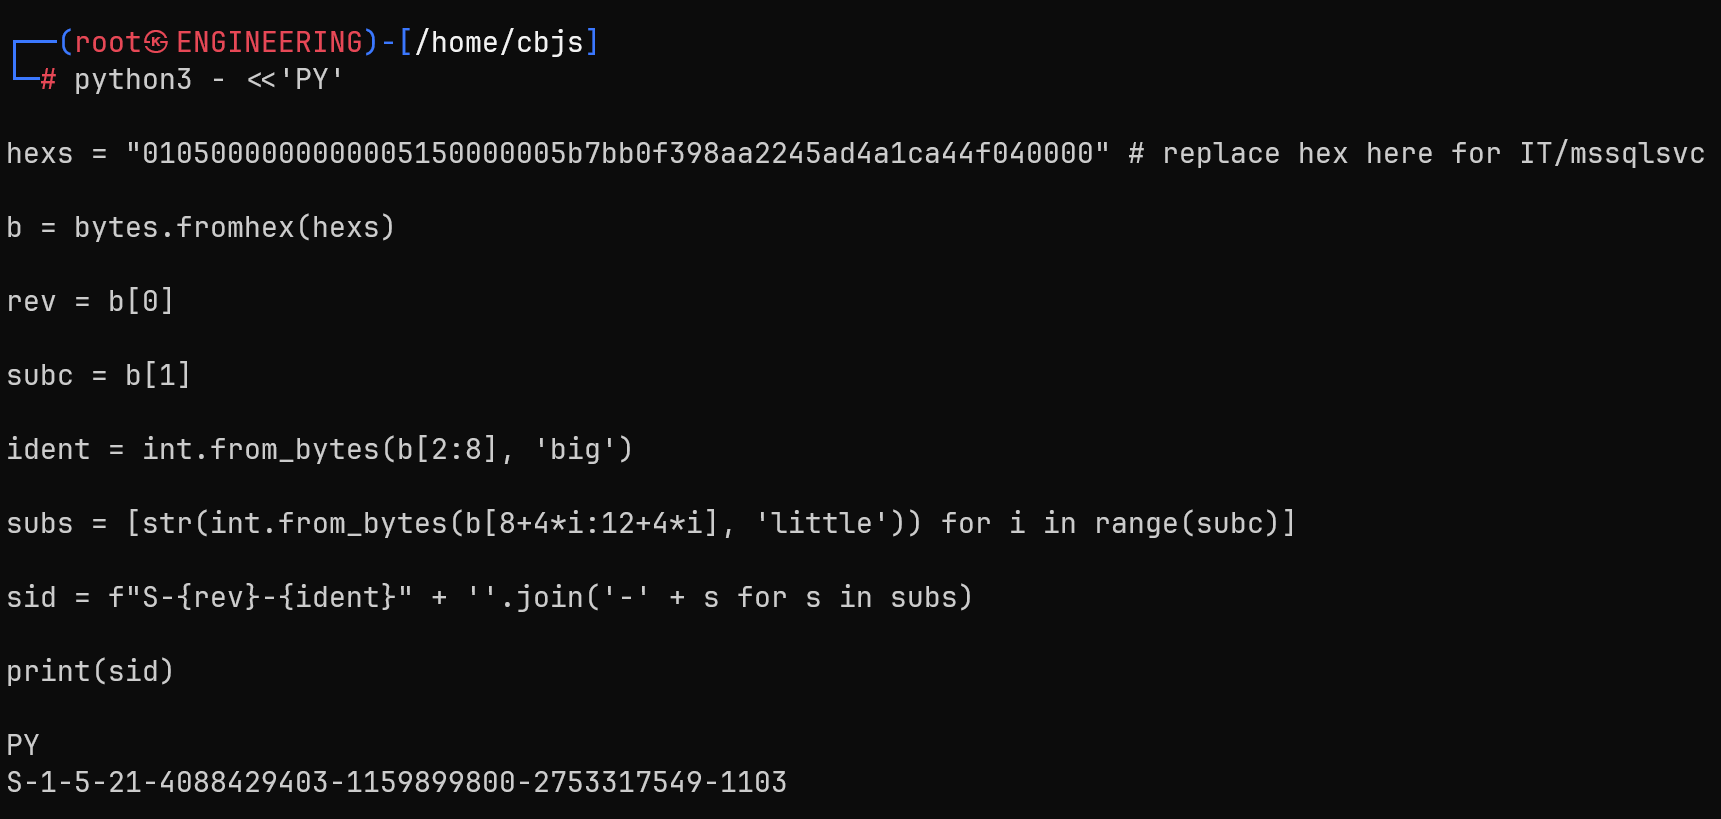 ┌──(root㉿ENGINEERING)-[/home/cbjs]
└─# python3 - <<'PY'
hexs = "0105000000000005150000005b7bb0f398aa2245ad4a1ca44f040000" # replace hex here for IT/mssqlsvc
b = bytes.fromhex(hexs)
rev = b[0]
subc = b[1]
ident = int.from_bytes(b[2:8], 'big')
subs = [str(int.from_bytes(b[8+4*i:12+4*i], 'little')) for i in range(subc)]
sid = f"S-{rev}-{ident}" + ''.join('-' + s for s in subs)
print(sid)
PY
S-1-5-21-4088429403-1159899800-2753317549-1103